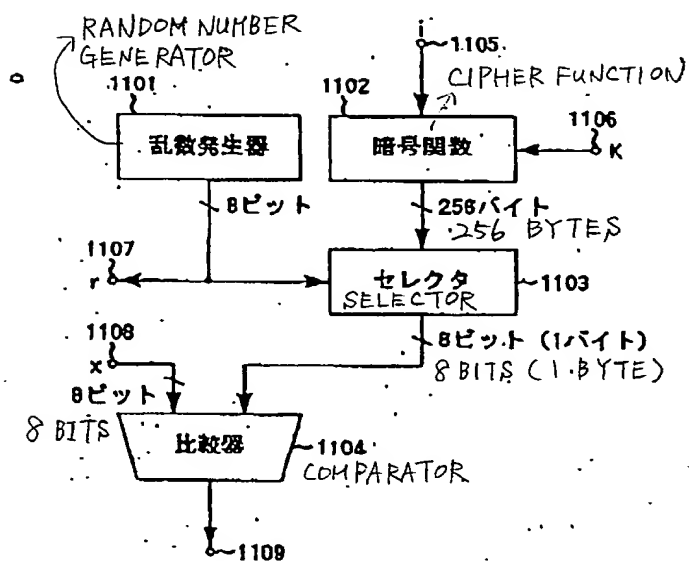 RANDOM NUMBER
GENERATOR
1101
乱数発生器
i
1105
CIPHER FUNCTION
1102
暗号関数
1106
K
8ビット
256バイト
256 BYTES
1107
r
セレクタ
SELECTOR
1103
1108
x
8ビット
8 BITS
8ビット (1バイト)
8 BITS (1.BYTE)
比較器
1104
COMPARATOR
1109